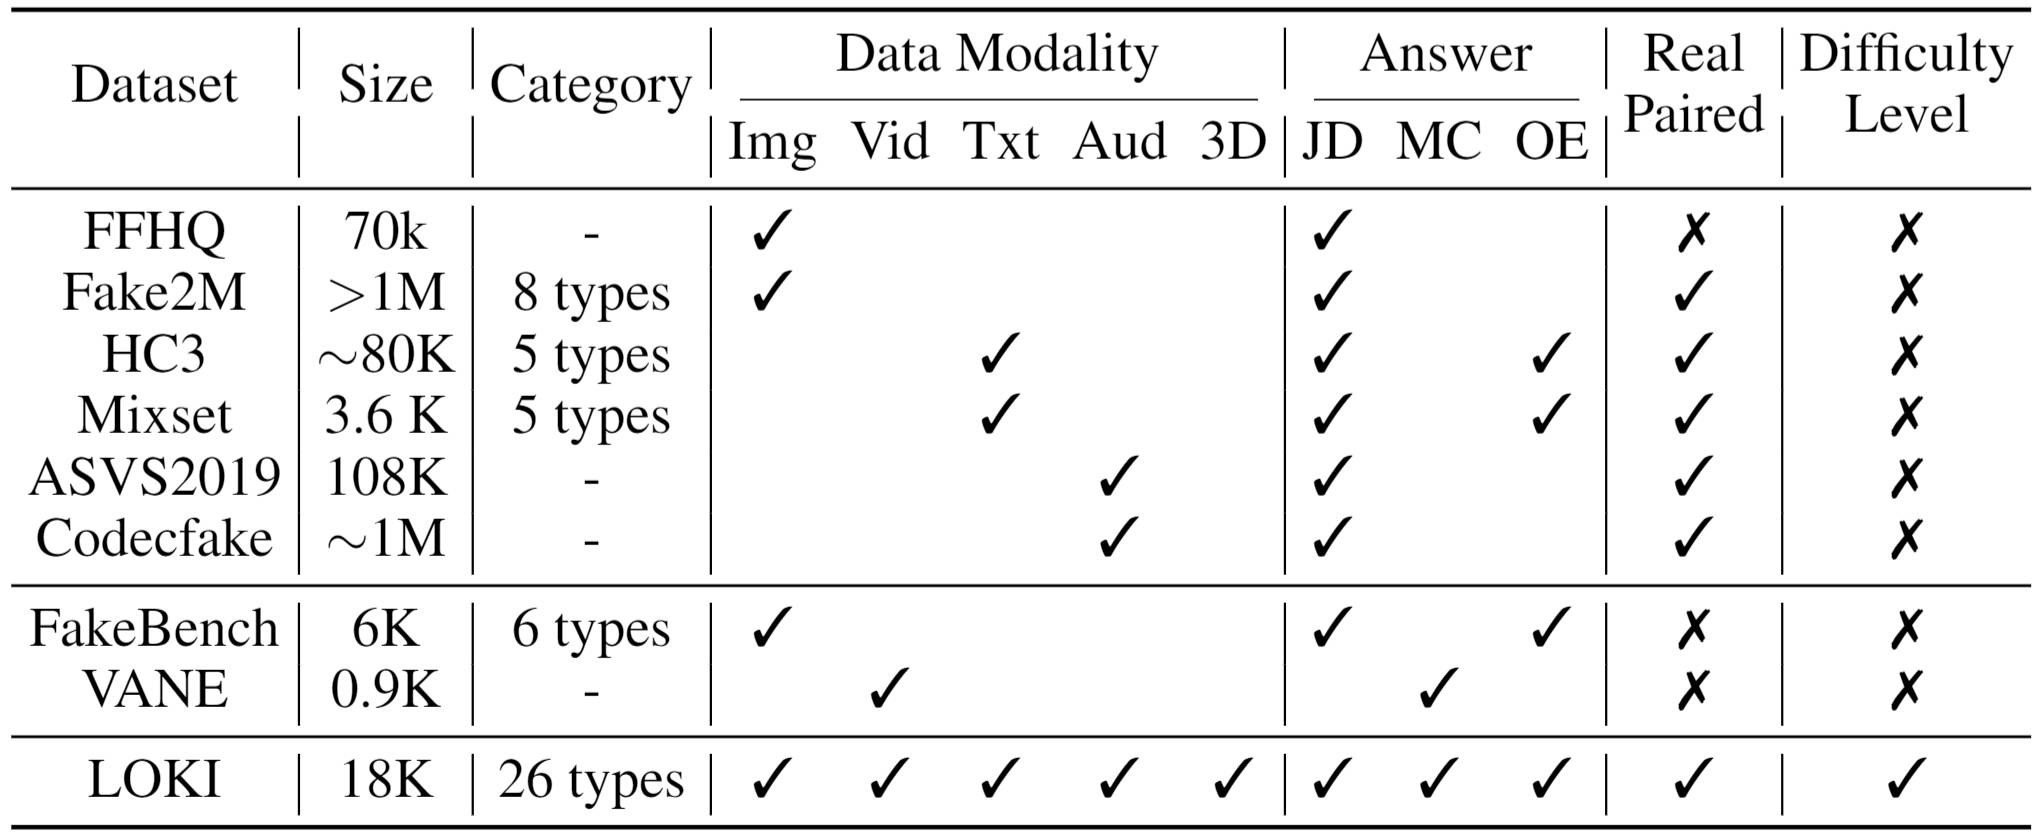 Dataset Size Category Data Modality Answer Real Paired Difficulty Level
Img Vid Txt Aud 3D JD MC OE
FFHQ 70k - ✓ ✓ ✗ ✗
Fake2M >1M 8 types ✓ ✓ ✓ ✗
HC3 ~80K 5 types ✓ ✓ ✓ ✓ ✗
Mixset 3.6 K 5 types ✓ ✓ ✓ ✓ ✗
ASVS2019 108K - ✓ ✓ ✓ ✗
Codecfake ~1M - ✓ ✓ ✓ ✗
FakeBench 6K 6 types ✓ ✓ ✓ ✗ ✗
VANE 0.9K - ✓ ✓ ✗ ✗
LOKI 18K 26 types ✓ ✓ ✓ ✓ ✓ ✓ ✓ ✓ ✓ ✓